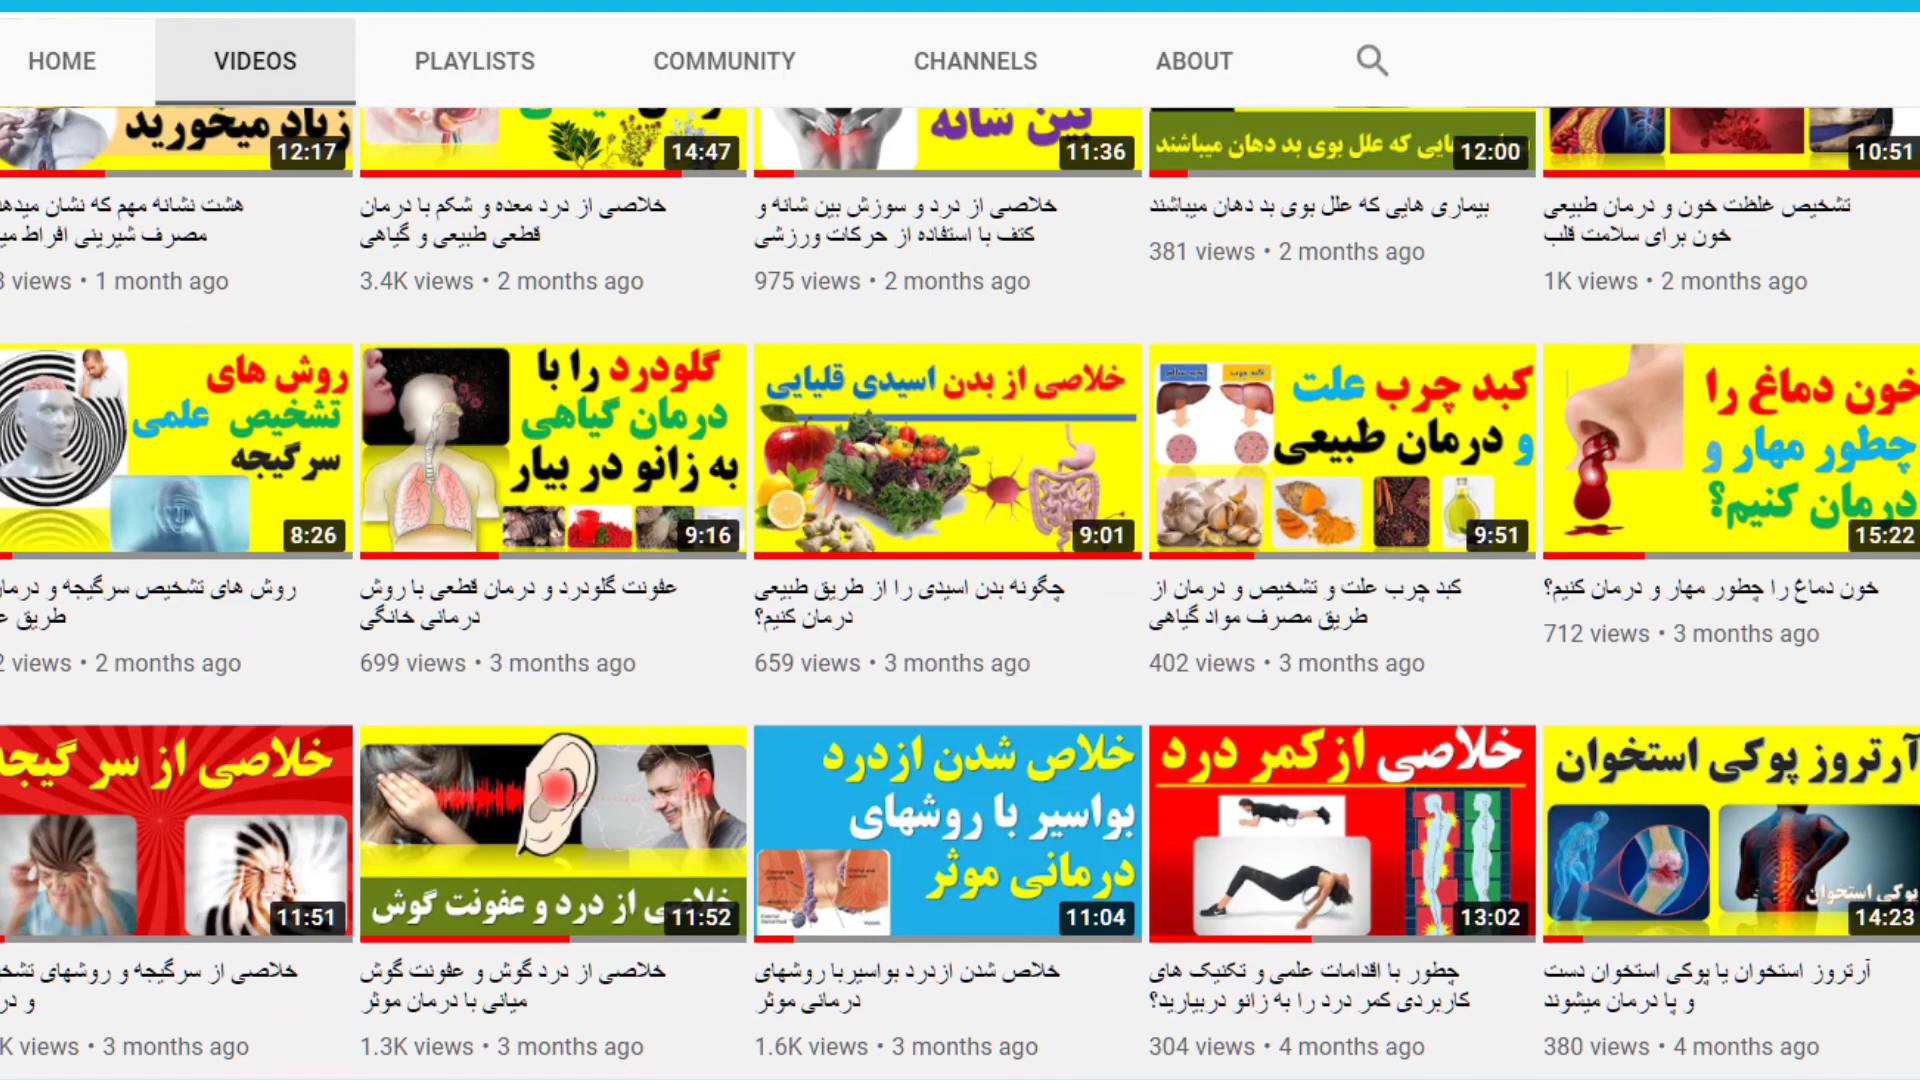 HOME VIDEOS PLAYLISTS COMMUNITY CHANNELS ABOUT
زیاد میخورید
12:17
14:47
بین شانه
11:36
هایی که علل بوی بد دهان میباشند
12:00
10:51
هشت نشانه مهم که نشان
مصرف شیرینی افراط
views • 1 month ago
خلاصی از درد معده و شکم با درمان
قطعی طبیعی و گیاهی
3.4K views • 2 months ago
خلاصی از درد و سوزش بین شانه و
کتف با استفاده از حرکات ورزشی
975 views • 2 months ago
بیماری هایی که علل بوی بد دهان میباشند
381 views • 2 months ago
تشخیص غلظت خون و درمان طبیعی
خون برای سلامت قلب
1K views • 2 months ago
روش های
تشخیص علمی
سرگیجه
8:26
گلودرد را با
درمان گیاهی
به زانو در بیار
9:16
خلاصی از بدن اسیدی قلیایی
9:01
کبد چرب علت
و درمان طبیعی
9:51
خون دماغ را
چطور مهار و
درمان کنیم؟
15:22
روش های تشخیص سرگیجه و
طریق
views • 2 months ago
عفونت گلودرد و درمان قطعی با روش
درمانی خانگی
699 views • 3 months ago
چگونه بدن اسیدی را از طریق طبیعی
درمان کنیم؟
659 views • 3 months ago
کبد چرب علت و تشخیص و درمان از
طریق مصرف مواد گیاهی
402 views • 3 months ago
خون دماغ را چطور مهار و درمان کنیم؟
712 views • 3 months ago
خلاصی از سر گیجه
11:51
خلاصی از درد و عفونت گوش
11:52
خلاص شدن ازدرد
بواسیر با روشهای
درمانی موثر
11:04
خلاصی از کمر درد
13:02
آرتروز پوکی استخوان
پوکی استخوان
14:23
خلاصی از سرگیجه و روشهای
و
K views • 3 months ago
خلاصی از درد گوش و عفونت گوش
میانی با درمان موثر
1.3K views • 3 months ago
خلاص شدن ازدرد بواسیربا روشهای
درمانی موثر
1.6K views • 3 months ago
چطور با اقدامات علمی و تکنیک های
کاربردی کمر درد را به زانو دربیارید؟
304 views • 4 months ago
آرتروز استخوان یا پوکی استخوان دست
و پا درمان میشوند
380 views • 4 months ago